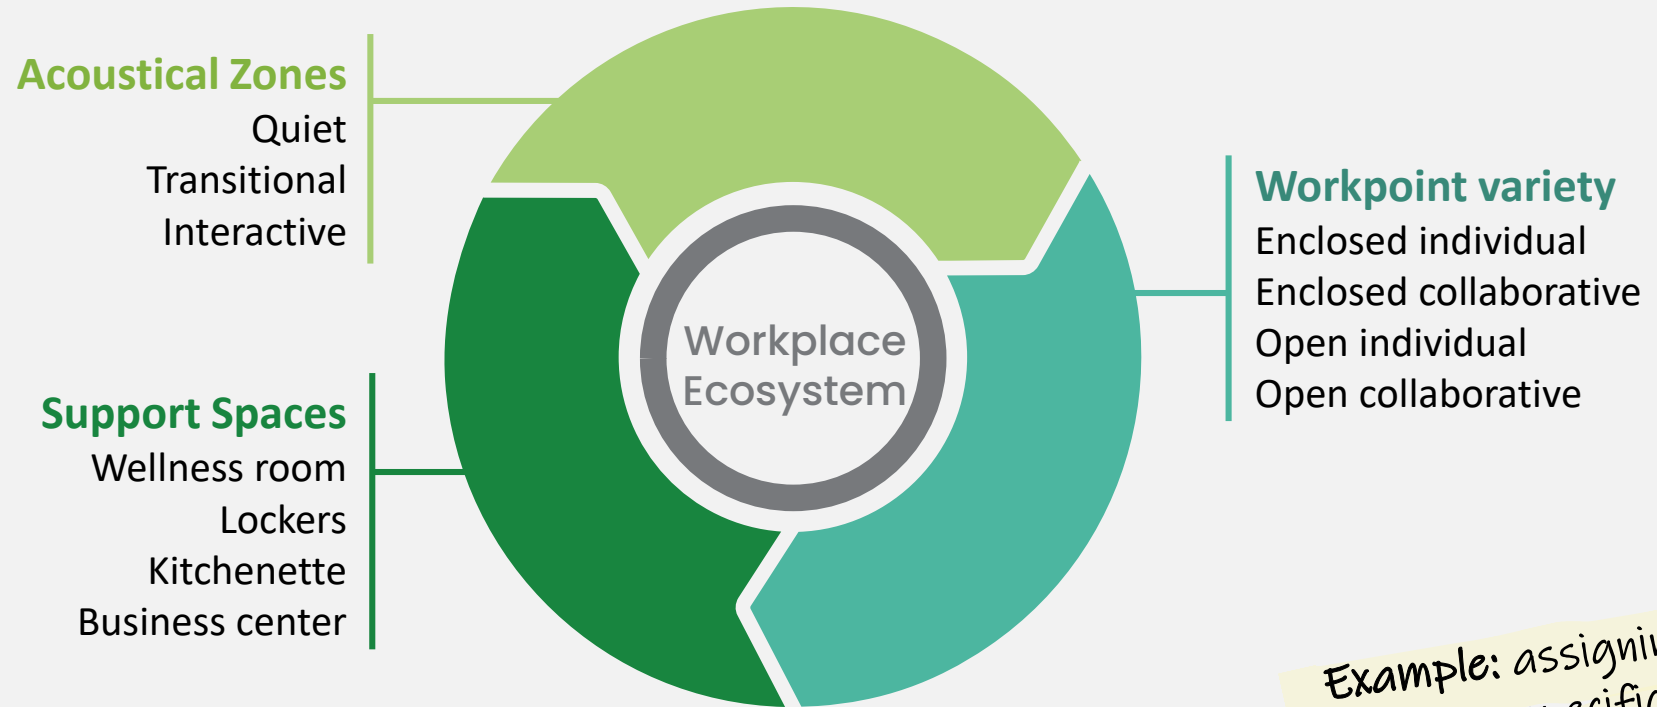 Acoustical Zones
Quiet
Transitional
Interactive
Support Spaces
Wellness room
Lockers
Kitchenette
Business center
Workplace
Ecosystem
Workpoint variety
Enclosed individual
Enclosed collaborative
Open individual
Open collaborative
Example: